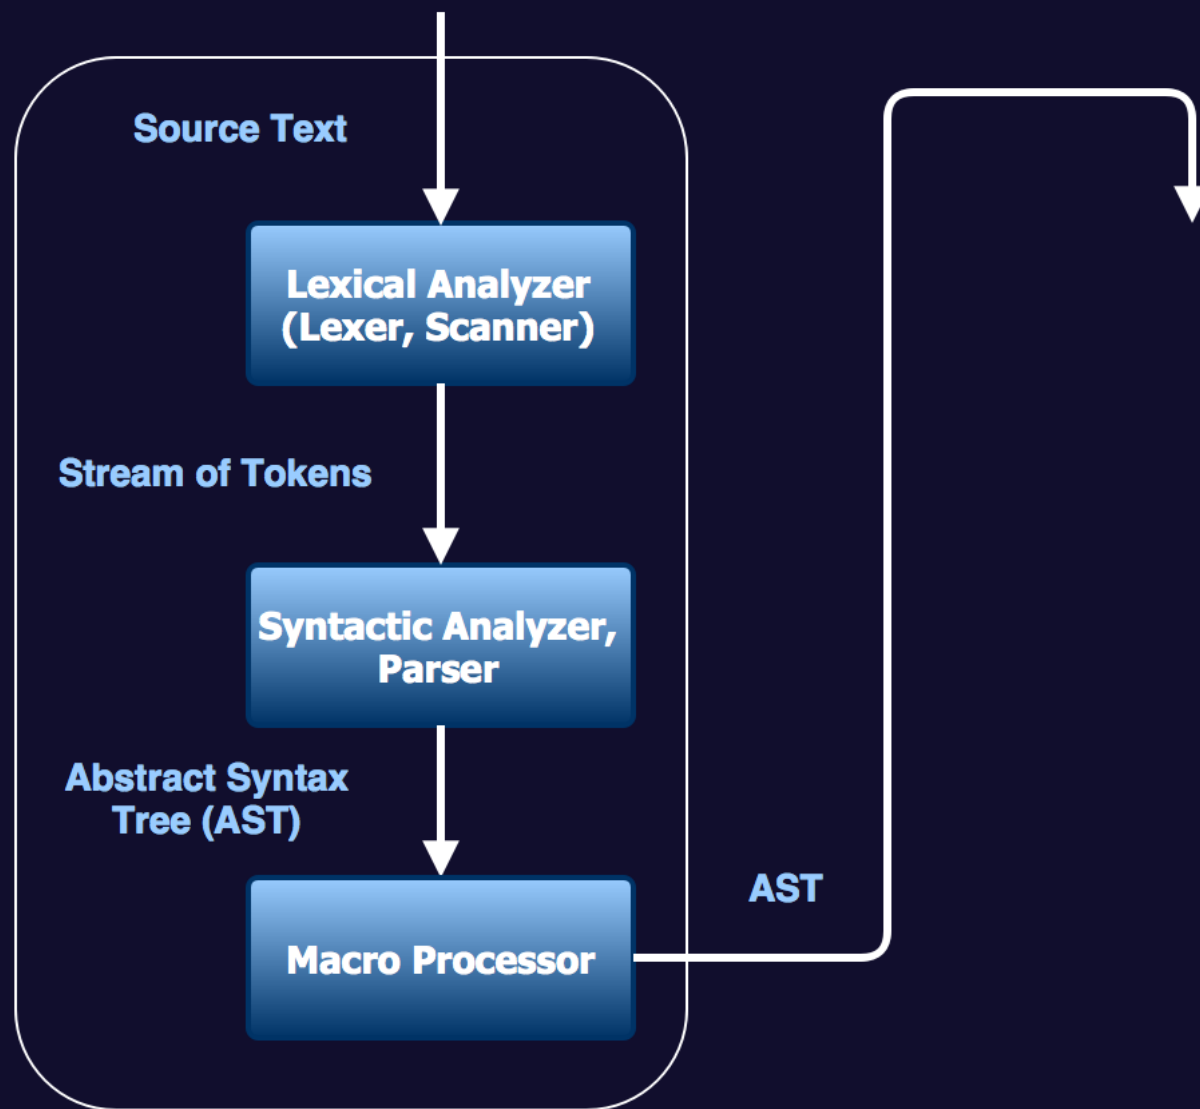 Source Text
Lexical Analyzer
(Lexer, Scanner)
Stream of Tokens
Syntactic Analyzer,
Parser
Abstract Syntax
Tree (AST)
Macro Processor
AST